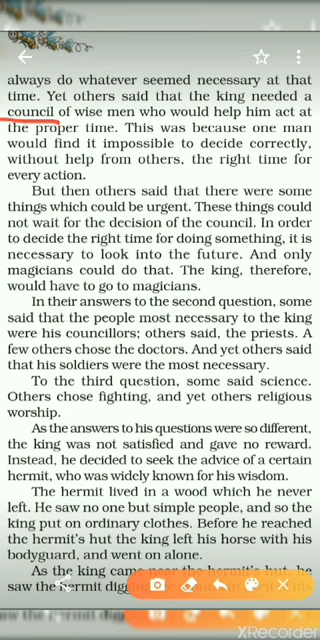 always do whatever seemed necessary at that
time. Yet others said that the king needed a
council of wise men who would help him act at
the proper time. This was because one man
would find it impossible to decide correctly,
without help from others, the right time for
every action.
But then others said that there were some
things which could be urgent. These things could
not wait for the decision of the council. In order
to decide the right time for doing something, it is
necessary to look into the future. And only
magicians could do that. The king, therefore,
would have to go to magicians.
In their answers to the second question, some
said that the people most necessary to the king
were his councillors; others said, the priests. A
few others chose the doctors. And yet others said
that his soldiers were the most necessary.
To the third question, some said science.
Others chose fighting, and yet others religious
worship.
As the answers to his questions were so different,
the king was not satisfied and gave no reward.
Instead, he decided to seek the advice of a certain
hermit, who was widely known for his wisdom.
The hermit lived in a wood which he never
left. He saw no one but simple people, and so the
king put on ordinary clothes. Before he reached
the hermit's hut the king left his horse with his
bodyguard, and went on alone.
As the king came near the hermit's hut, he
saw the hermit
saw the hermit
XRecorder